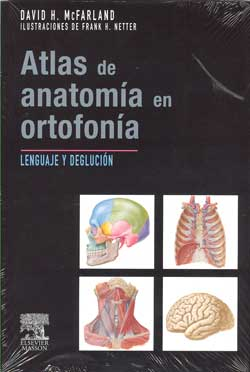 DAVID H. McFARLAND
ILUSTRACIONES DE FRANK H. NETTER
Atlas de
anatomía en
ortofonía
LENGUAJE Y DEGLUCIÓN
ELSEVIER
MASSON